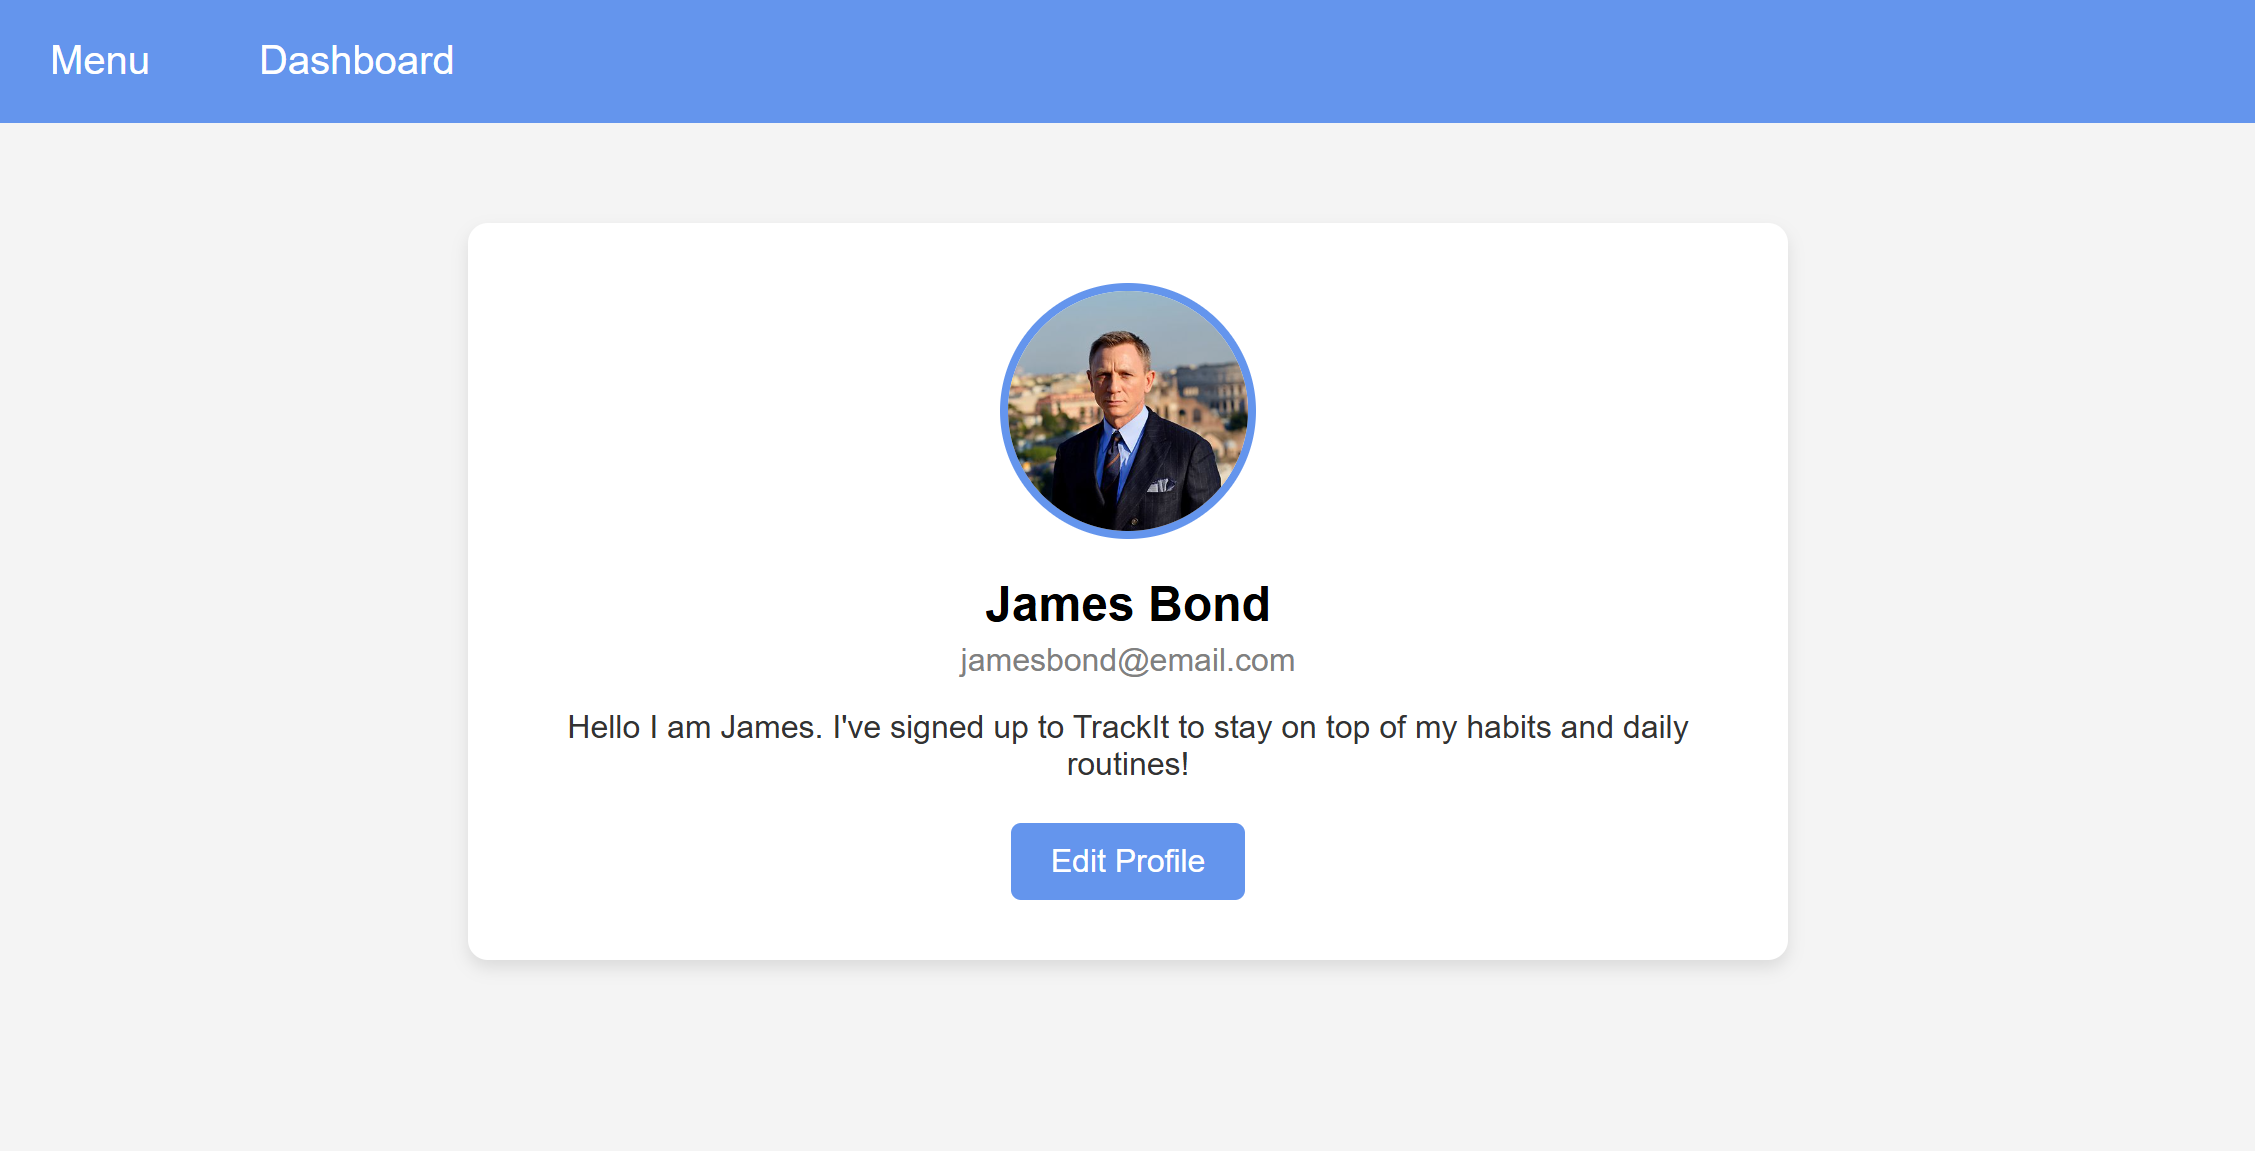 Menu Dashboard
James Bond
jamesbond@email.com
Hello I am James. I've signed up to TrackIt to stay on top of my habits and daily
routines!
Edit Profile